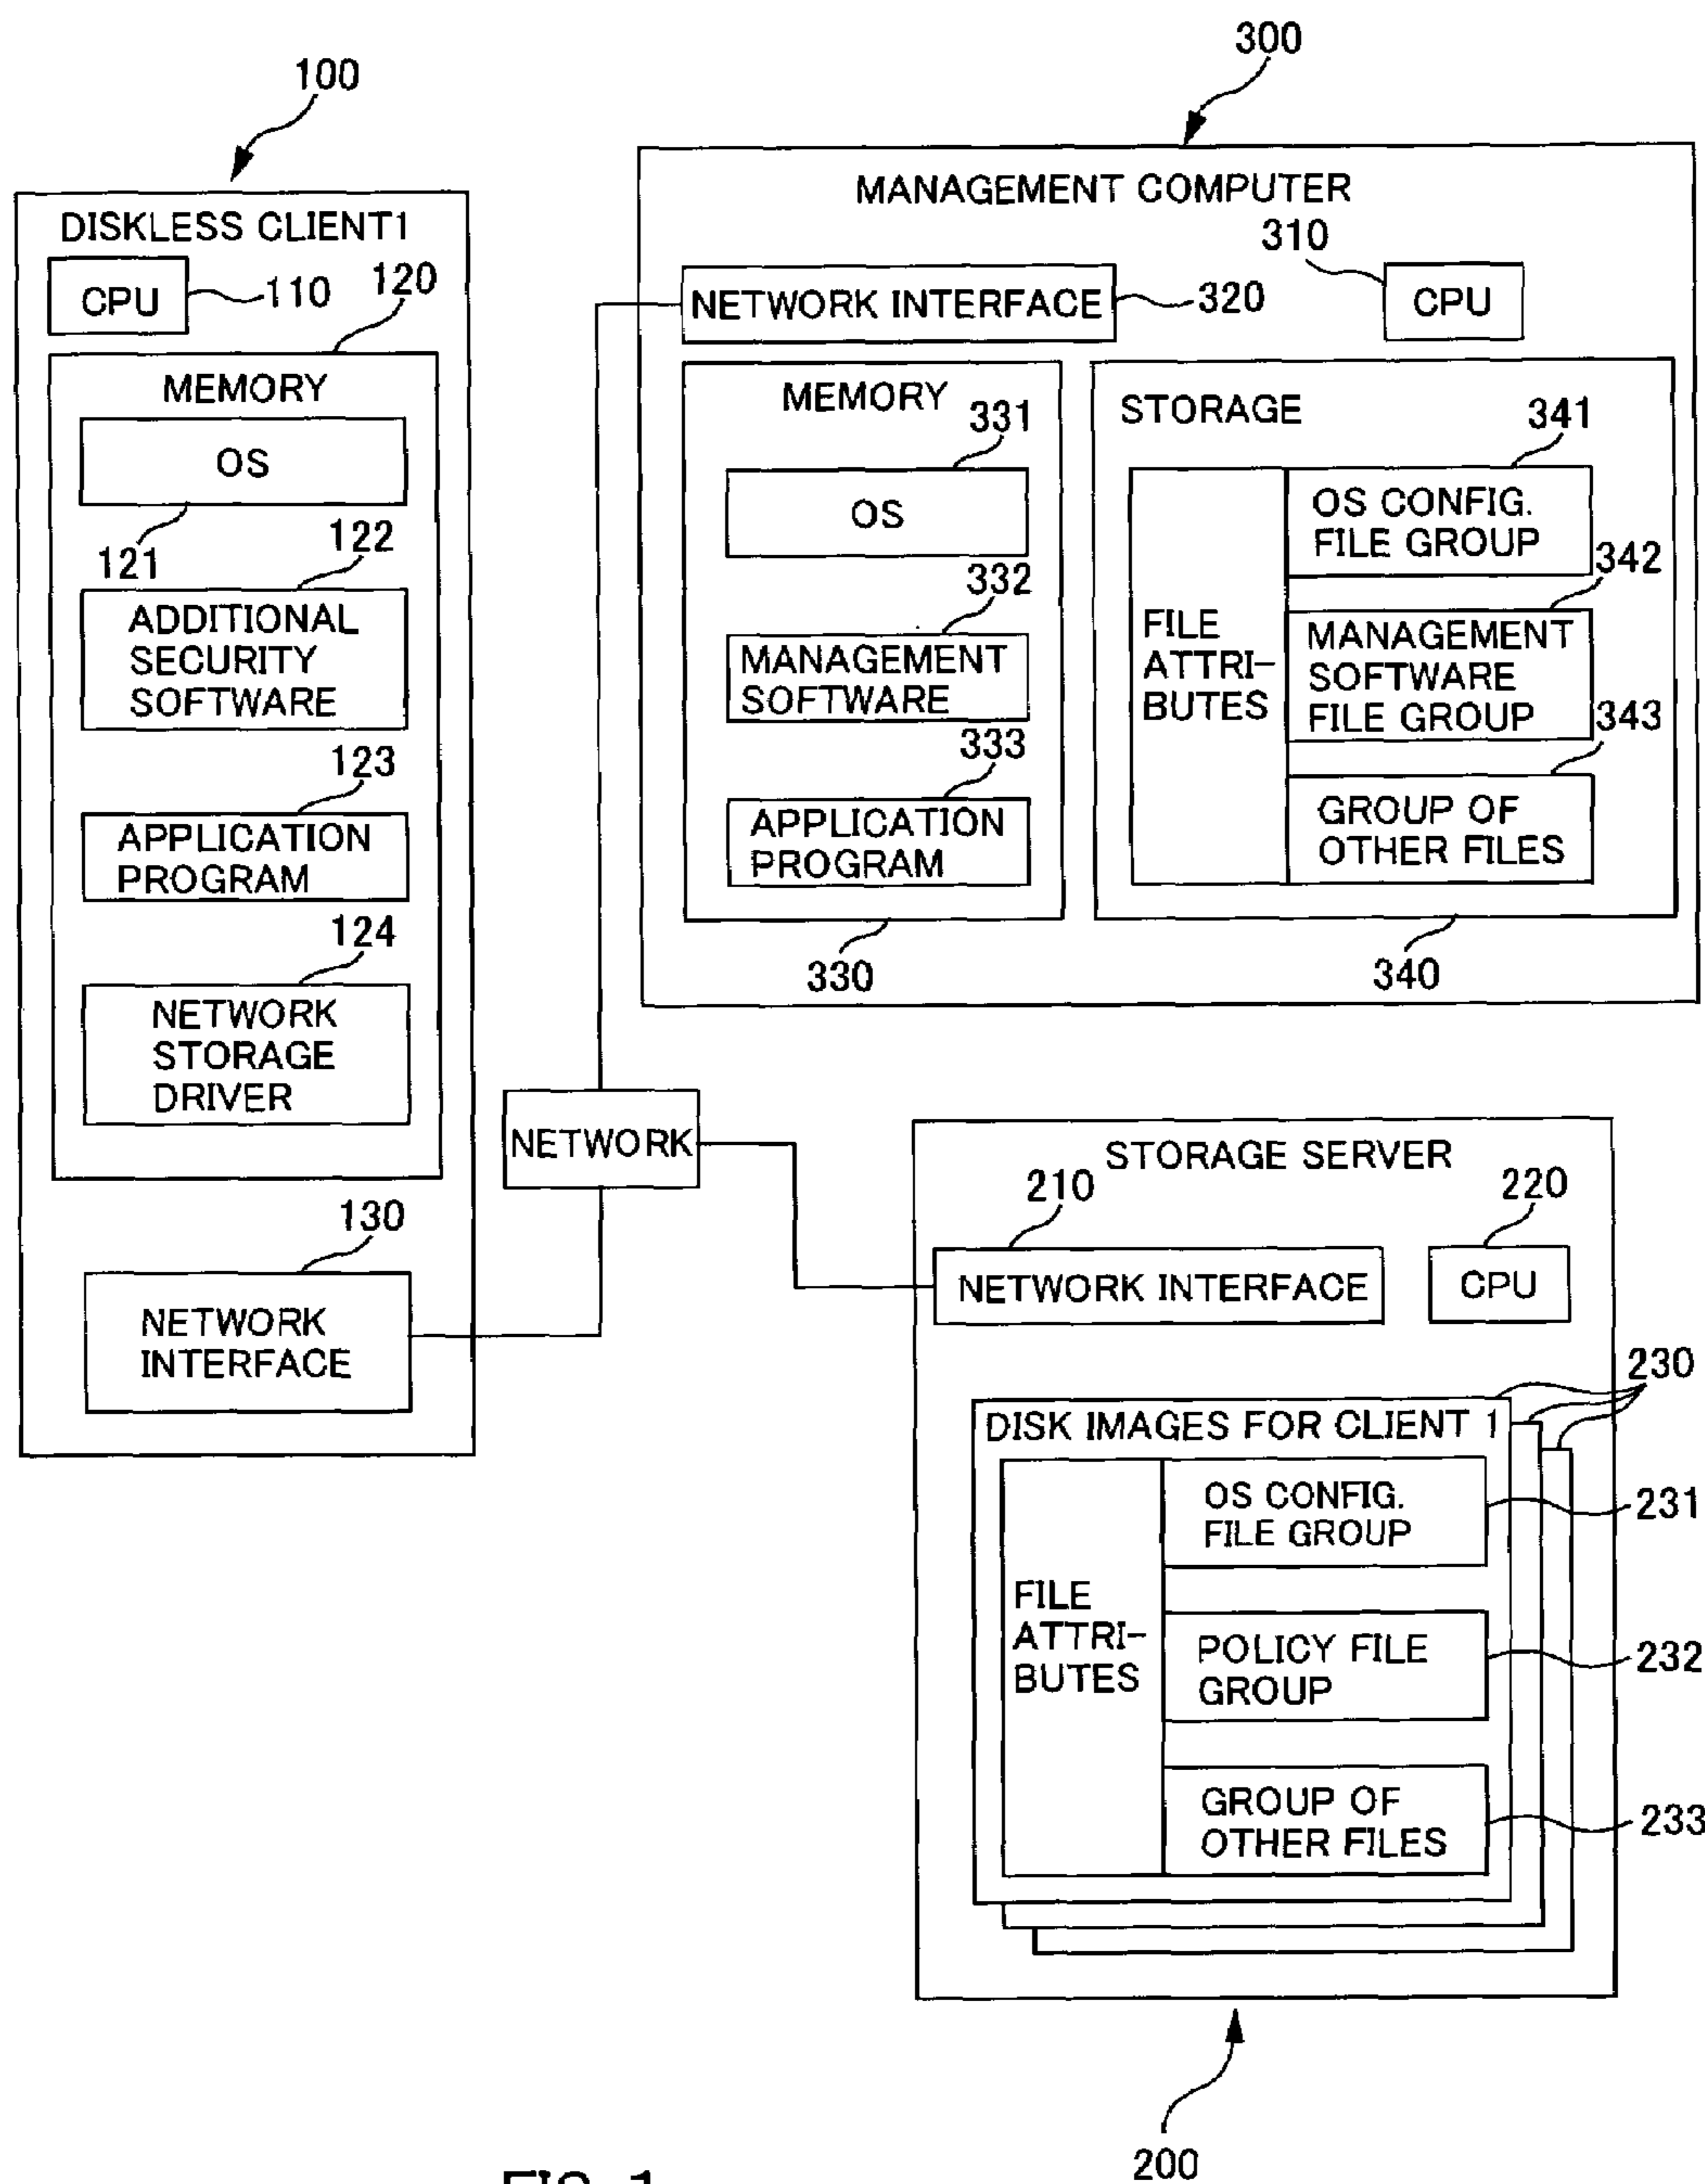 100
DISKLESS CLIENT1
CPU
110
120
MEMORY
OS
121
122
ADDITIONAL
SECURITY
SOFTWARE
123
APPLICATION
PROGRAM
124
NETWORK
STORAGE
DRIVER
130
NETWORK
INTERFACE
NETWORK
300
MANAGEMENT COMPUTER
310
NETWORK INTERFACE
320
CPU
MEMORY
331
OS
332
MANAGEMENT
SOFTWARE
333
APPLICATION
PROGRAM
330
STORAGE
341
FILE
ATTRI-
BUTES
OS CONFIG.
FILE GROUP
342
MANAGEMENT
SOFTWARE
FILE GROUP
343
GROUP OF
OTHER FILES
340
STORAGE SERVER
210
220
NETWORK INTERFACE
CPU
230
DISK IMAGES FOR CLIENT 1
FILE
ATTRI-
BUTES
OS CONFIG.
FILE GROUP
231
POLICY FILE
GROUP
232
GROUP OF
OTHER FILES
233
200
FIG. 1